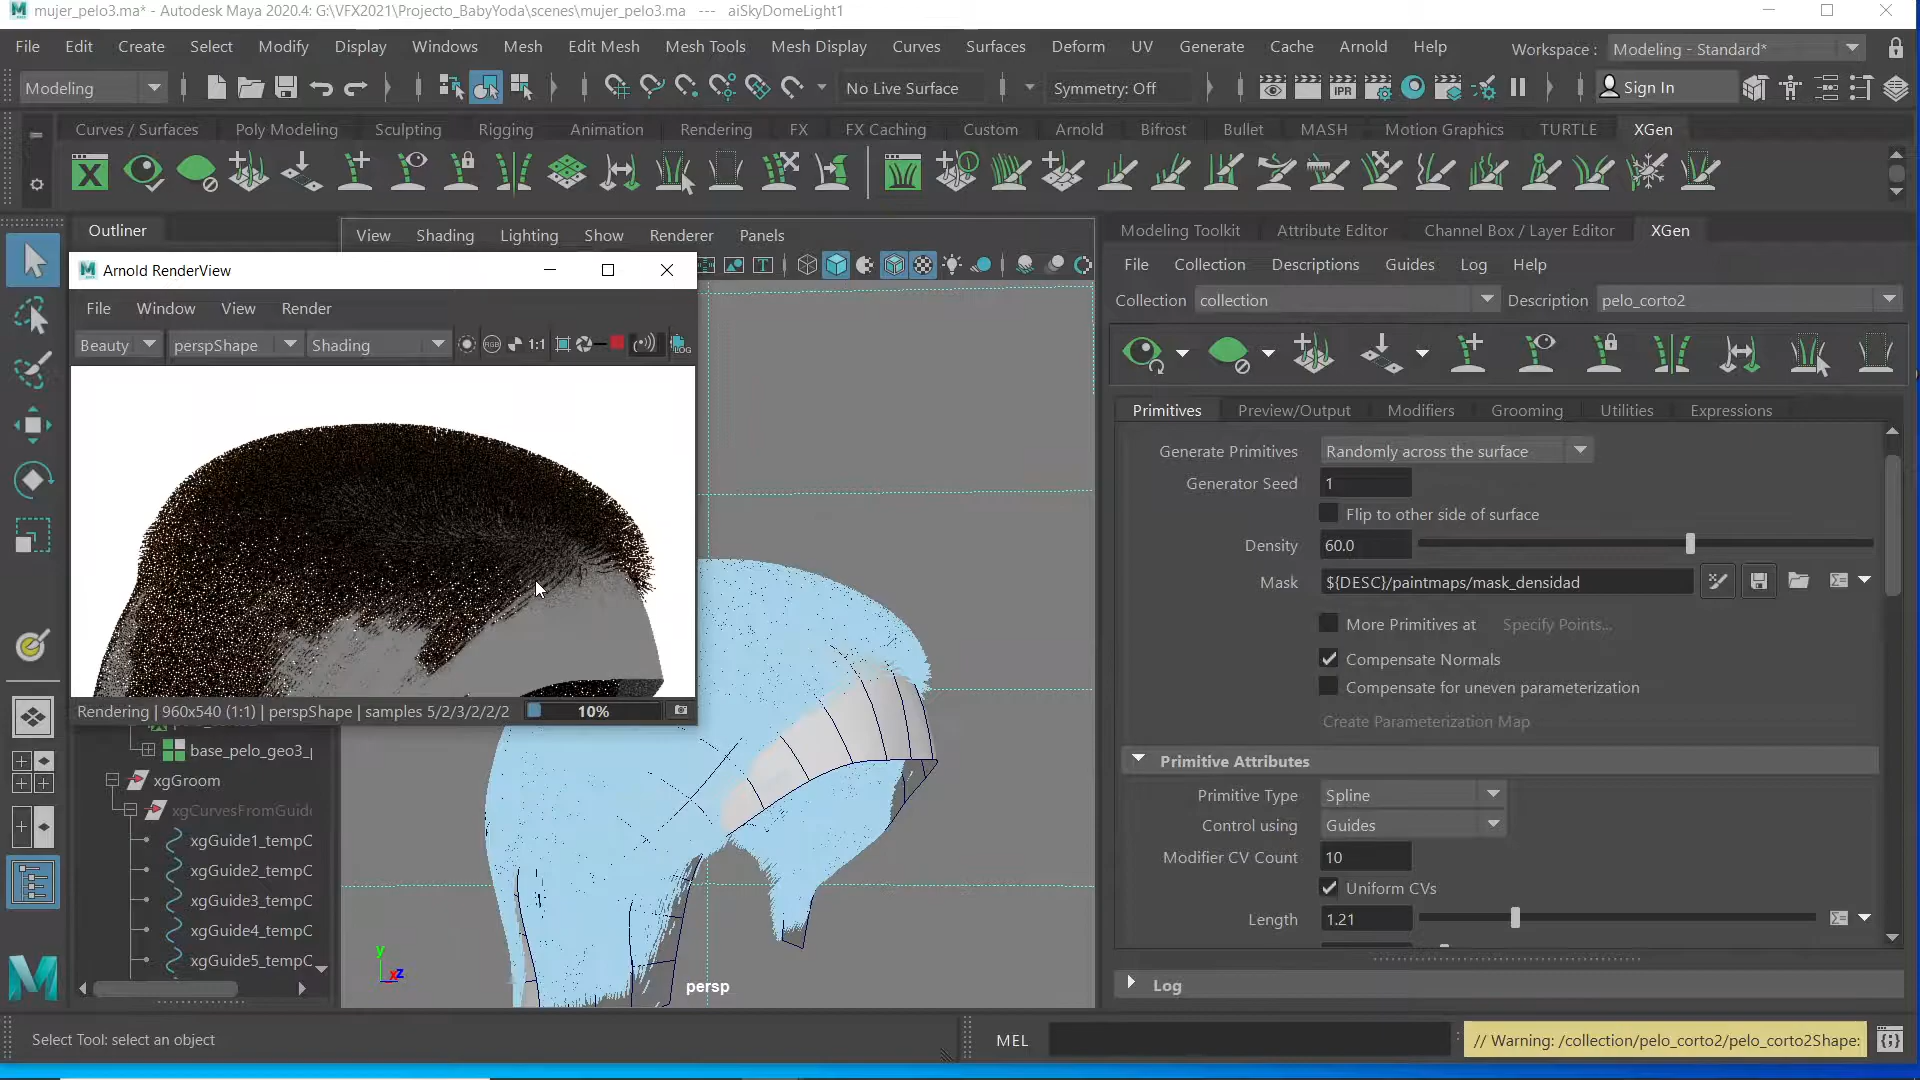 mujer_pelo3.ma* - Autodesk Maya 2020.4: G:\VFX2021\Projecto_BabyYoda\scenes\mujer_pelo3.ma --- aiSkyDomeLight1
File Edit Create Select Modify Display Windows Mesh Edit Mesh Mesh Tools Mesh Display Curves Surfaces Deform UV Generate Cache Arnold Help Workspace : Modeling - Standard*
Modeling No Live Surface Symmetry: Off IPR Sign In
Curves / Surfaces Poly Modeling Sculpting Rigging Animation Rendering FX FX Caching Custom Arnold Bifrost Bullet MASH Motion Graphics TURTLE XGen
Outliner
View Shading Lighting Show Renderer Panels
Modeling Toolkit Attribute Editor Channel Box / Layer Editor XGen
Arnold RenderView
File Window View Render
Beauty perspShape Shading 1:1 LOG
Rendering | 960x540 (1:1) | perspShape | samples 5/2/3/2/2/2 10%
base_pelo_geo3_
xgGroom
xgCurvesFromGuid
xgGuide1_tempC
xgGuide2_tempC
xgGuide3_tempC
xgGuide4_tempC
xgGuide5_tempC
y
z
persp
File Collection Descriptions Guides Log Help
Collection collection Description pelo_corto2
Primitives Preview/Output Modifiers Grooming Utilities Expressions
Generate Primitives Randomly across the surface
Generator Seed 1
Flip to other side of surface
Density 60.0
Mask ${DESC}/paintmaps/mask_densidad
More Primitives at Specify Points...
Compensate Normals
Compensate for uneven parameterization
Create Parameterization Map
Primitive Attributes
Primitive Type Spline
Control using Guides
Modifier CV Count 10
Uniform CVs
Length 1.21
Log
Select Tool: select an object
MEL
// Warning: /collection/pelo_corto2/pelo_corto2Shape: